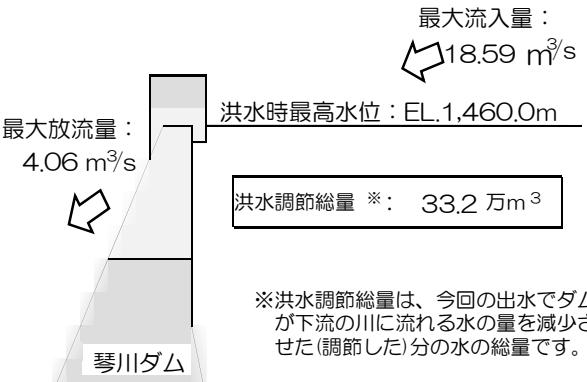 最大流入量：
18.59 m³/s
洪水時最高水位：EL.1,460.0m
最大放流量：
4.06 m³/s
洪水調節総量 ※： 33.2 万m³
※洪水調節総量は、今回の出水でダム
が下流の川に流れる水の量を減少さ
せた(調節した)分の水の総量です。
琴川ダム